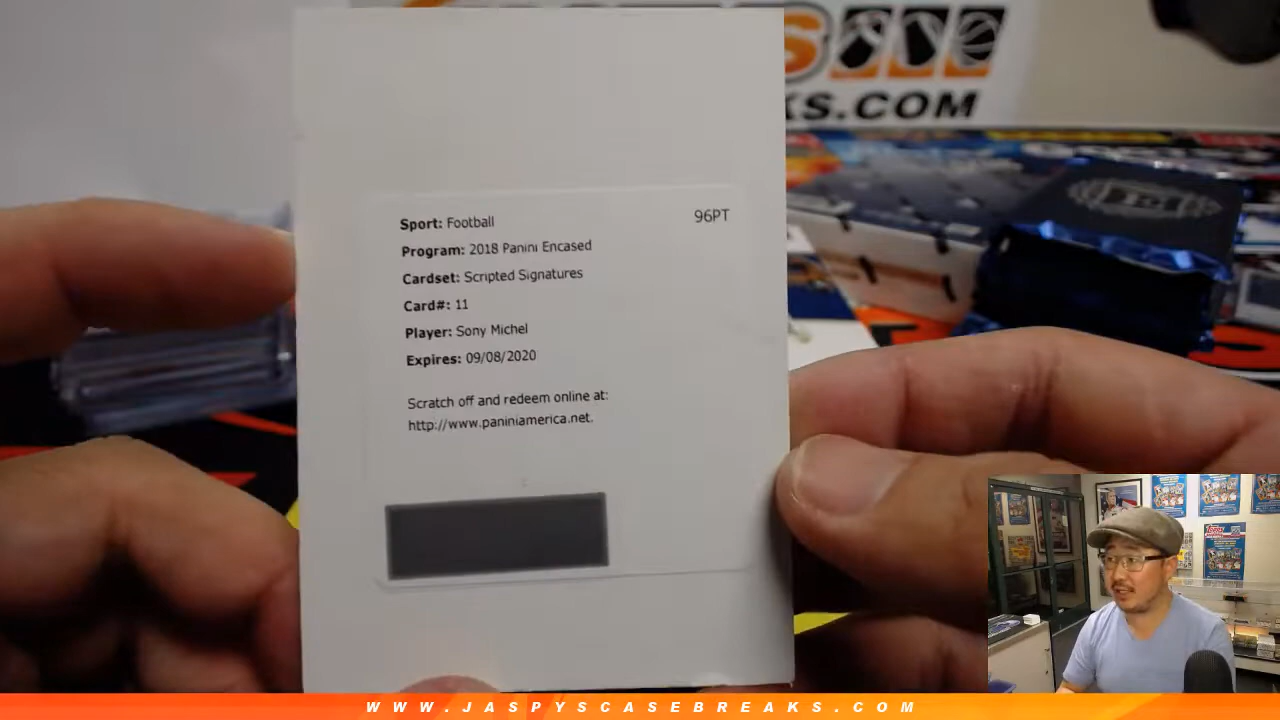 S
KS.COM
E
Sport: Football
96PT
Program: 2018 Panini Encased
Cardset: Scripted Signatures
Card#: 11
Player: Sony Michel
Expires: 09/08/2020
Scratch off and redeem online at:
http://www.paniniamerica.net.
WWW.JASPYSCASEBREAKS.COM